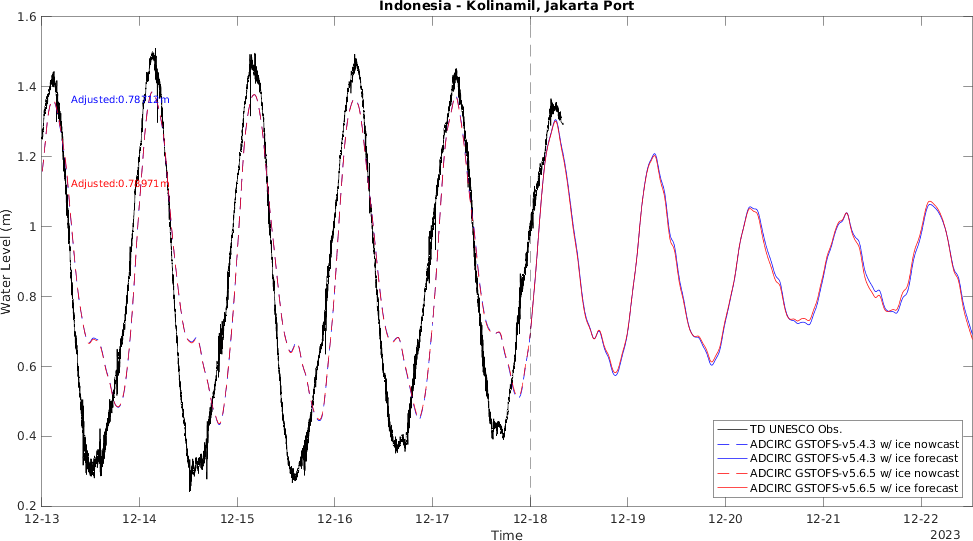 Indonesia - Kolinamil, Jakarta Port
1.6
1.4
1.2
1
0.8
0.6
0.4
0.2
Water Level (m)
Adjusted:0.78712m
Adjusted:0.78971m
TD UNESCO Obs.
ADCIRC GSTOFS-v5.4.3 w/ ice nowcast
ADCIRC GSTOFS-v5.4.3 w/ ice forecast
ADCIRC GSTOFS-v5.6.5 w/ ice nowcast
ADCIRC GSTOFS-v5.6.5 w/ ice forecast
12-13 12-14 12-15 12-16 12-17 12-18 12-19 12-20 12-21 12-22
Time
2023